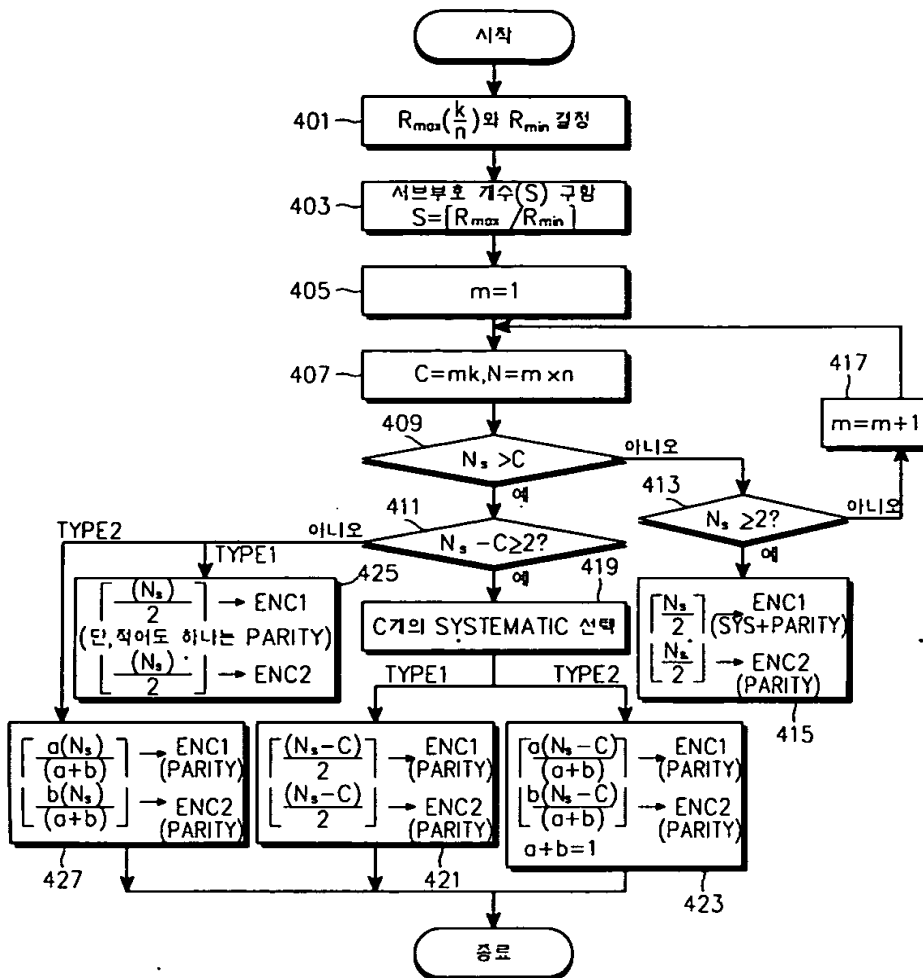 시작
401
R_max(k/n)와 R_min 결정
403
서브부호 개수(S) 구함
S=⌈R_max / R_min⌉
405
m=1
407
C=mk,N=m×n
417
m=m+1
409
N_s >C
아니오
예
413
N_s ≥2?
아니오
예
411
N_s -C≥2?
아니오
예
TYPE2
TYPE1
425
⌈(N_s)/2⌉ → ENC1
(단,적어도 하나는 PARITY)
⌊(N_s)/2⌋ → ENC2
419
C개의 SYSTEMATIC 선택
⌈N_s/2⌉ → ENC1
(SYS+PARITY)
⌊N_s/2⌋ → ENC2
(PARITY)
415
TYPE1
TYPE2
⌈a(N_s)/(a+b)⌉ → ENC1
(PARITY)
⌊b(N_s)/(a+b)⌋ → ENC2
(PARITY)
427
⌈(N_s-C)/2⌉ → ENC1
(PARITY)
⌊(N_s-C)/2⌋ → ENC2
(PARITY)
421
⌈a(N_s-C)/(a+b)⌉ → ENC1
(PARITY)
⌊b(N_s-C)/(a+b)⌋ → ENC2
(PARITY)
a+b=1
423
종료